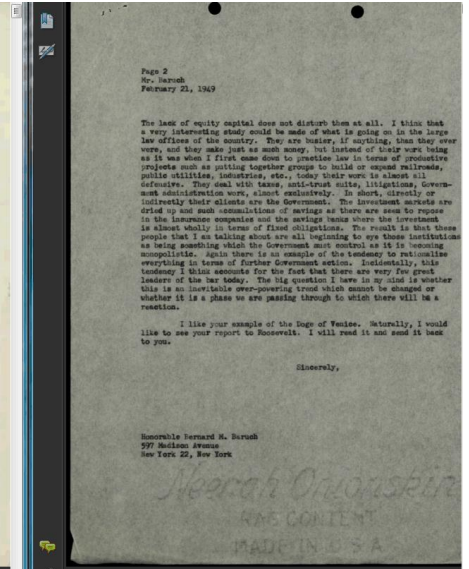 Page 2
Mr. Baruch
February 21, 1949
The lack of equity capital does not disturb them at all. I think that
a very interesting study could be made of what is going on in the large
law offices of the country. They are busier, if anything, than they ever
were, and they make just as much money, but instead of their work being
as it was when I first came down to practice law in terms of productive
projects such as putting together groups to build or expand railroads,
public utilities, industries, etc., today their work is almost all
defensive. They deal with taxes, anti-trust suits, litigations, Govern-
ment administration work, almost exclusively. In short, directly or
indirectly their clients are the Government. The investment markets are
dried up and such accumulations of savings as there are seem to repose
in the insurance companies and the savings banks where the investment
is almost wholly in terms of fixed obligations. The result is that these
people that I am talking about are all beginning to eye these institutions
as being something which the Government must control as it is becoming
monopolistic. Again there is an example of the tendency to rationalize
everything in terms of further Government action. Incidentally, this
tendency I think accounts for the fact that there are very few great
leaders of the bar today. The big question I have in my mind is whether
this is an inevitable over-powering trend which cannot be changed or
whether it is a phase we are passing through to which there will be a
reaction.
I like your example of the Doge of Venice. Naturally, I would
like to see your report to Roosevelt. I will read it and send it back
to you.
Sincerely,
Honorable Bernard M. Baruch
597 Madison Avenue
New York 22, New York
Neenah Onionskin
RAG CONTENT
MADE IN U S A